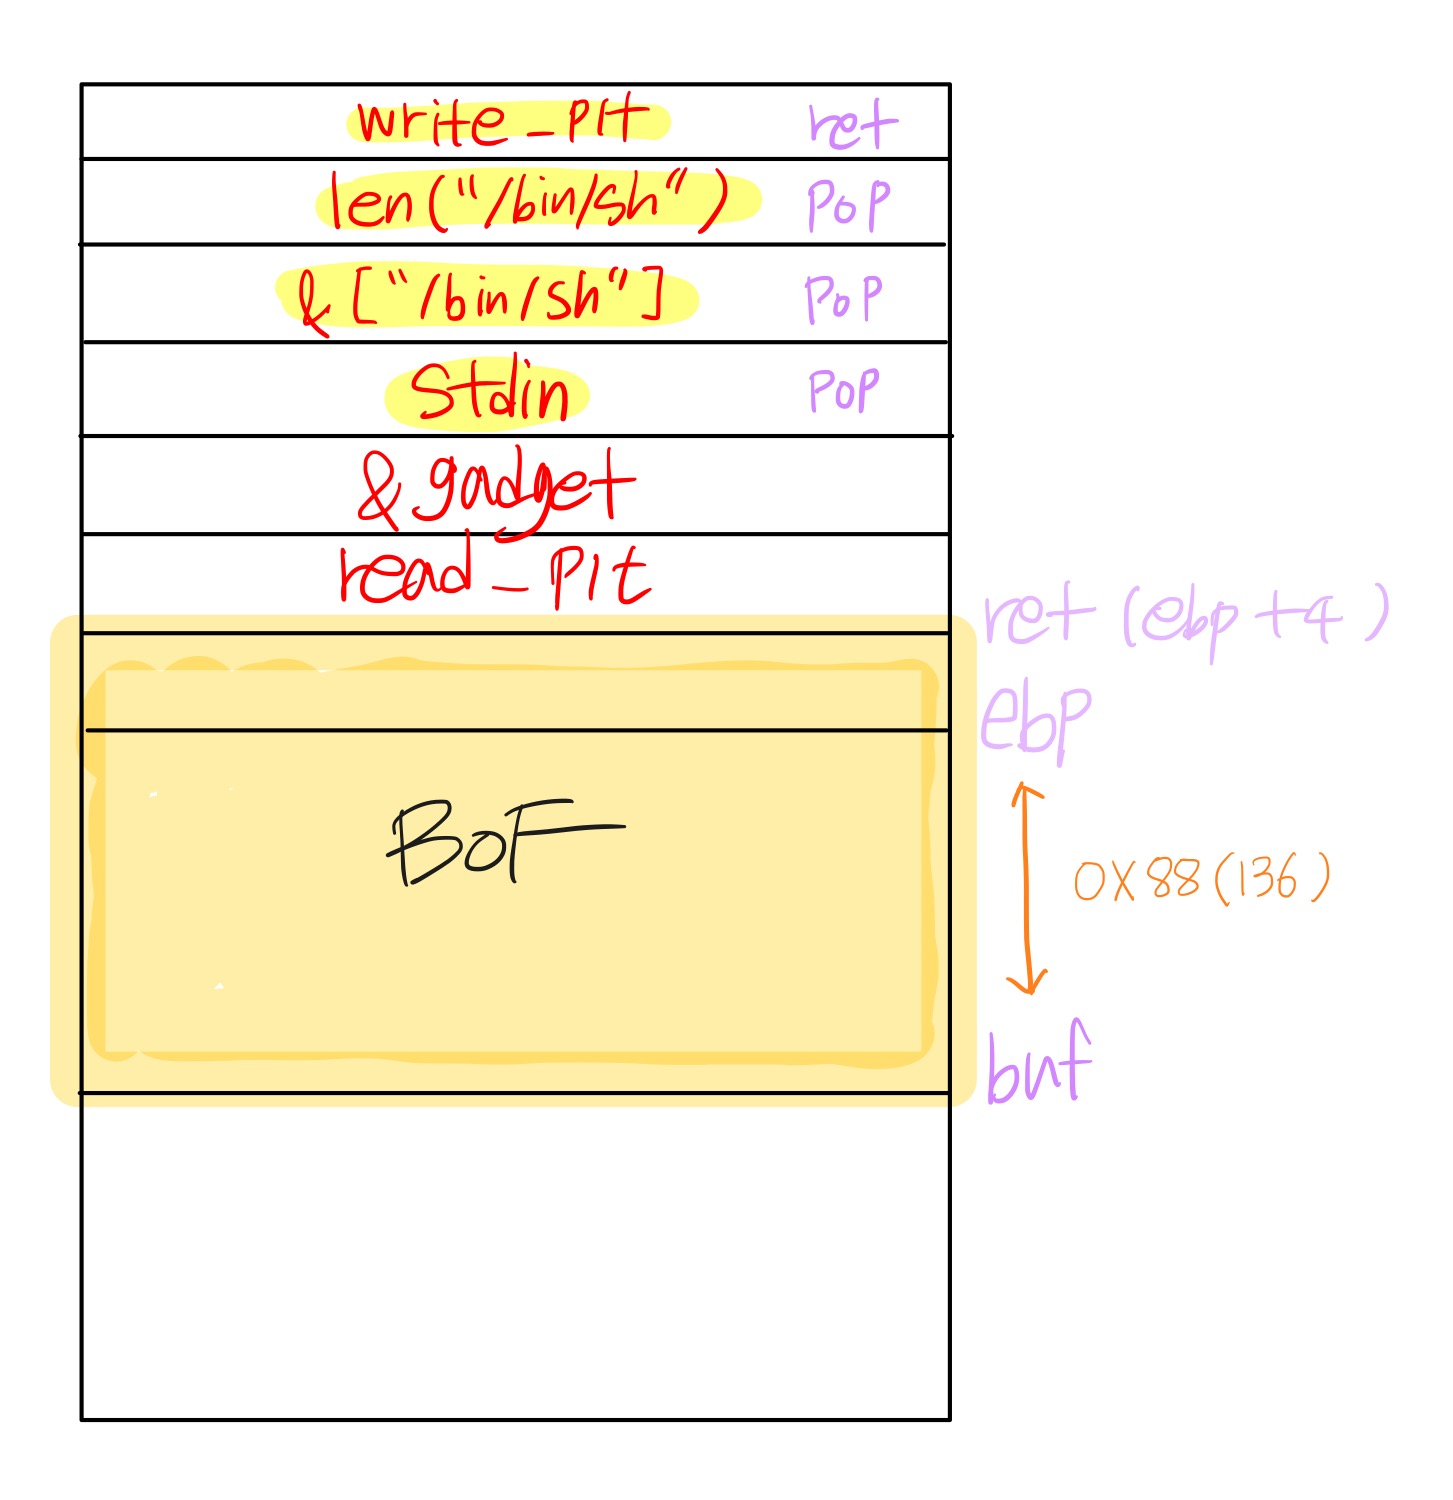 write_plt ret
len("/bin/sh") POP
&["/bin/sh"] POP
Stdin POP
&gadget
read_plt
ret (ebp+4)
ebp
BoF
0X88(136)
buf